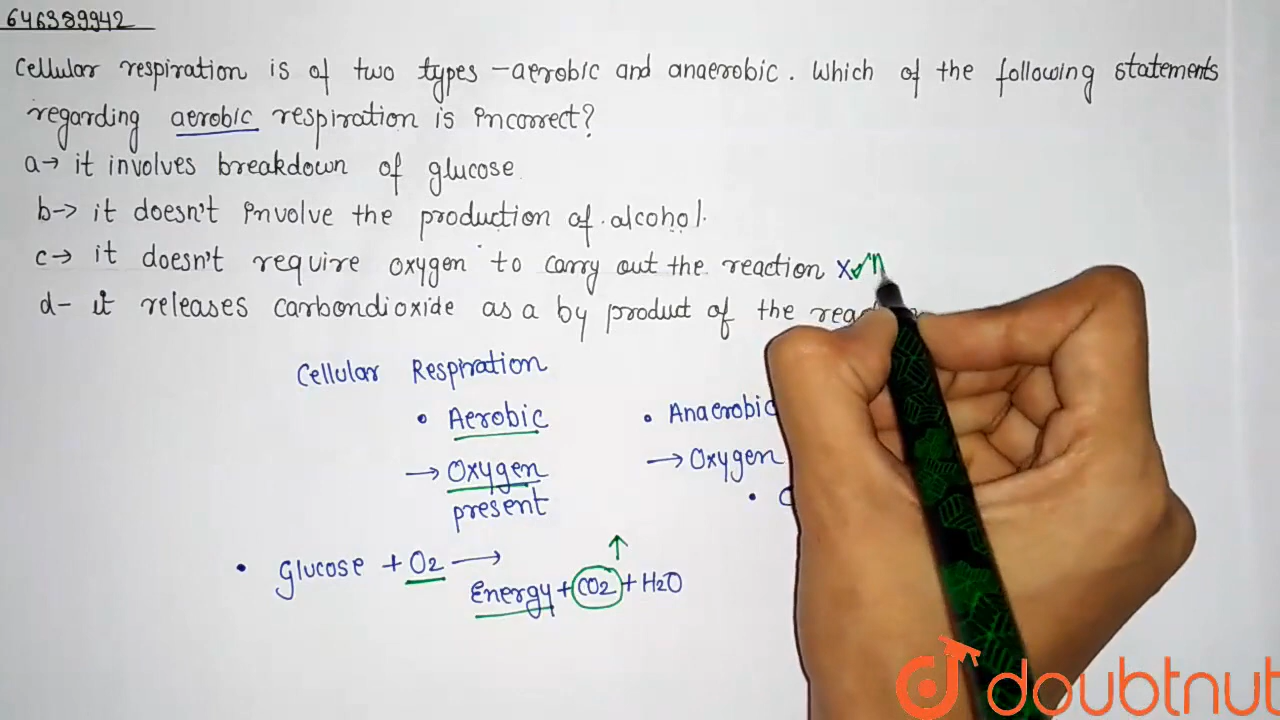 646389942
Cellular respiration is of two types - aerobic and anaerobic. Which of the following statements
regarding aerobic respiration is incorrect?
a→ it involves breakdown of glucose
b→ it doesn't involve the production of alcohol.
c→ it doesn't require oxygen to carry out the reaction x✓
d- it releases carbondioxide as a by product of the
Cellular Respiration
• Aerobic
• Anaerobic
→ Oxygen
present
→ Oxygen
• Glucose + O2 →
Energy + CO2 + H2O
doubtnut